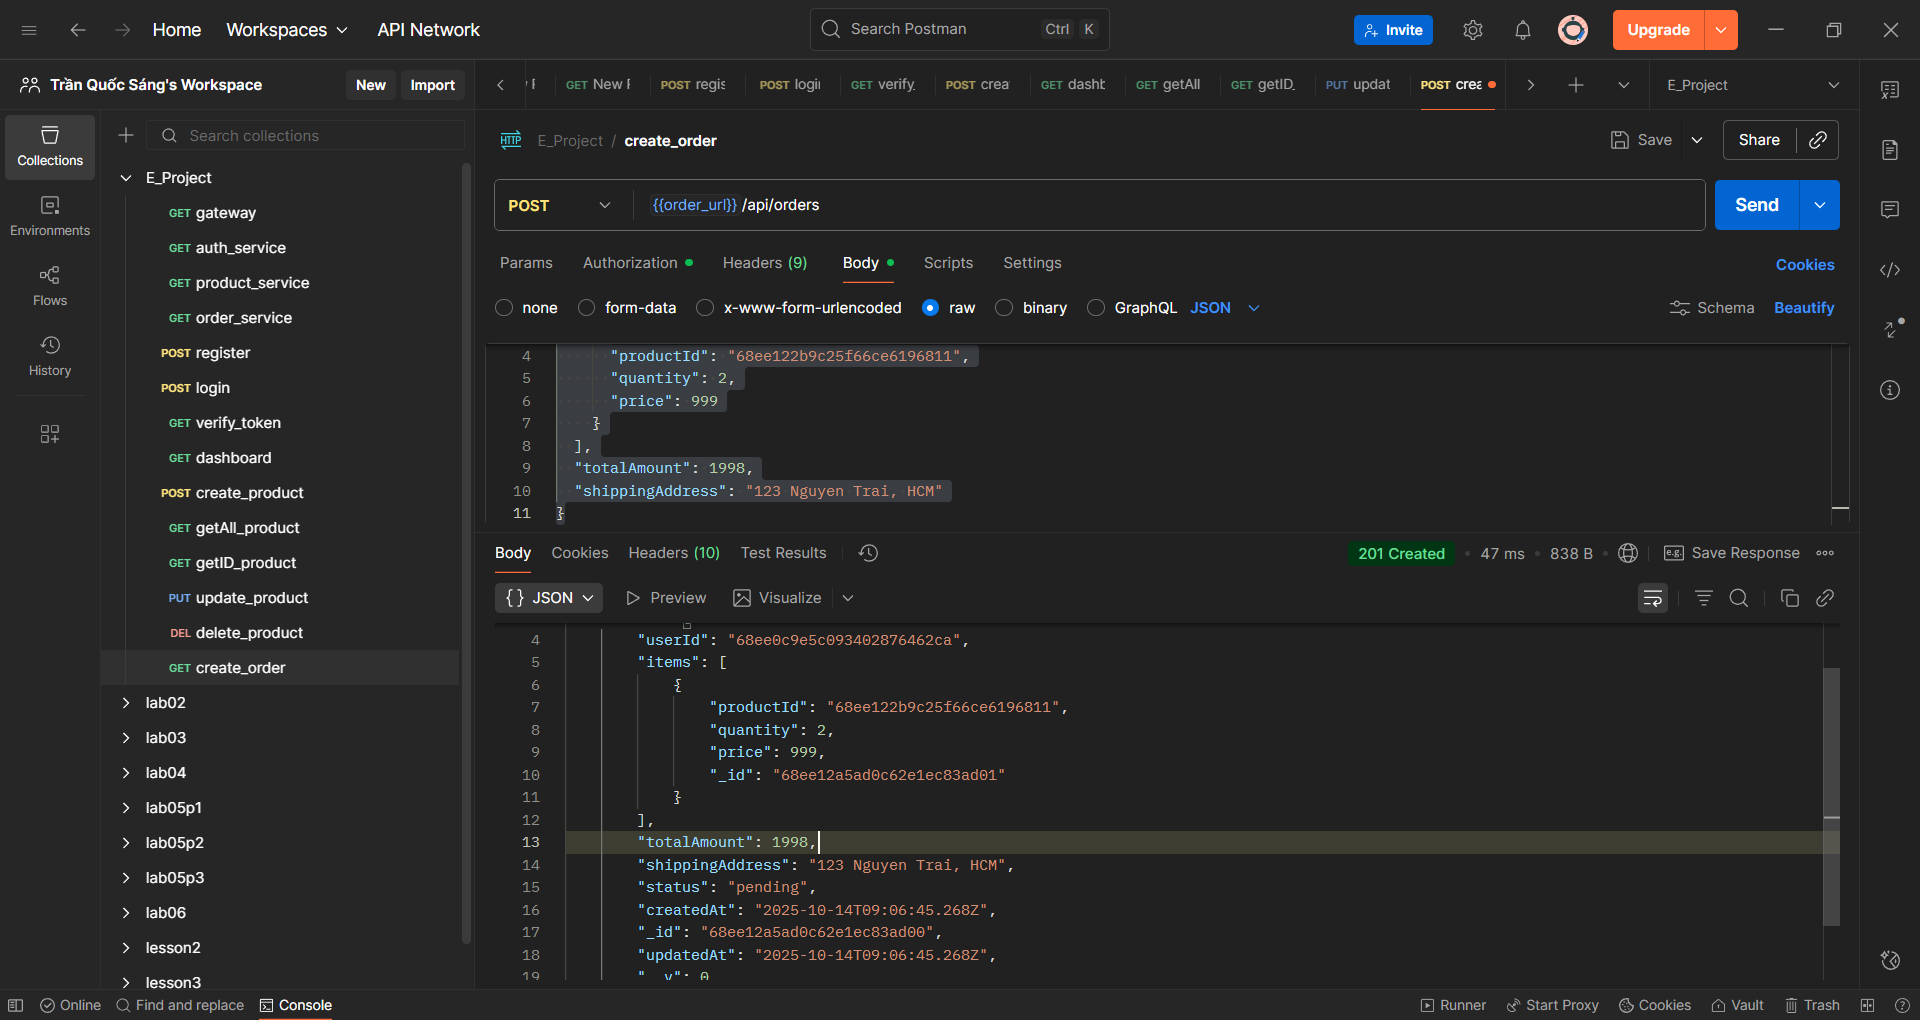 Home Workspaces API Network Search Postman Ctrl K Invite Upgrade
Trần Quốc Sáng's Workspace New Import
GET New F POST regis POST logi GET verify_ POST crea GET dashb GET getAll GET getID_ PUT updat POST crea E_Project
Collections
Environments
Flows
History
Search collections
E_Project
GET gateway
GET auth_service
GET product_service
GET order_service
POST register
POST login
GET verify_token
GET dashboard
POST create_product
GET getAll_product
GET getID_product
PUT update_product
DEL delete_product
GET create_order
lab02
lab03
lab04
lab05p1
lab05p2
lab05p3
lab06
lesson2
lesson3
HTTP E_Project / create_order Save Share
POST {{order_url}} /api/orders Send
Params Authorization Headers (9) Body Scripts Settings Cookies
none form-data x-www-form-urlencoded raw binary GraphQL JSON Schema Beautify
4 "productId": "68ee122b9c25f66ce6196811",
5 "quantity": 2,
6 "price": 999
7 }
8 ],
9 "totalAmount": 1998,
10 "shippingAddress": "123 Nguyen Trai, HCM"
11 }
Body Cookies Headers (10) Test Results 201 Created 47 ms 838 B e.g. Save Response
{} JSON Preview Visualize
4 "userId": "68ee0c9e5c093402876462ca",
5 "items": [
6 {
7 "productId": "68ee122b9c25f66ce6196811",
8 "quantity": 2,
9 "price": 999,
10 "_id": "68ee12a5ad0c62e1ec83ad01"
11 }
12 ],
13 "totalAmount": 1998,
14 "shippingAddress": "123 Nguyen Trai, HCM",
15 "status": "pending",
16 "createdAt": "2025-10-14T09:06:45.268Z",
17 "_id": "68ee12a5ad0c62e1ec83ad00",
18 "updatedAt": "2025-10-14T09:06:45.268Z",
19 "__v": 0
Online Find and replace Console Runner Start Proxy Cookies Vault Trash